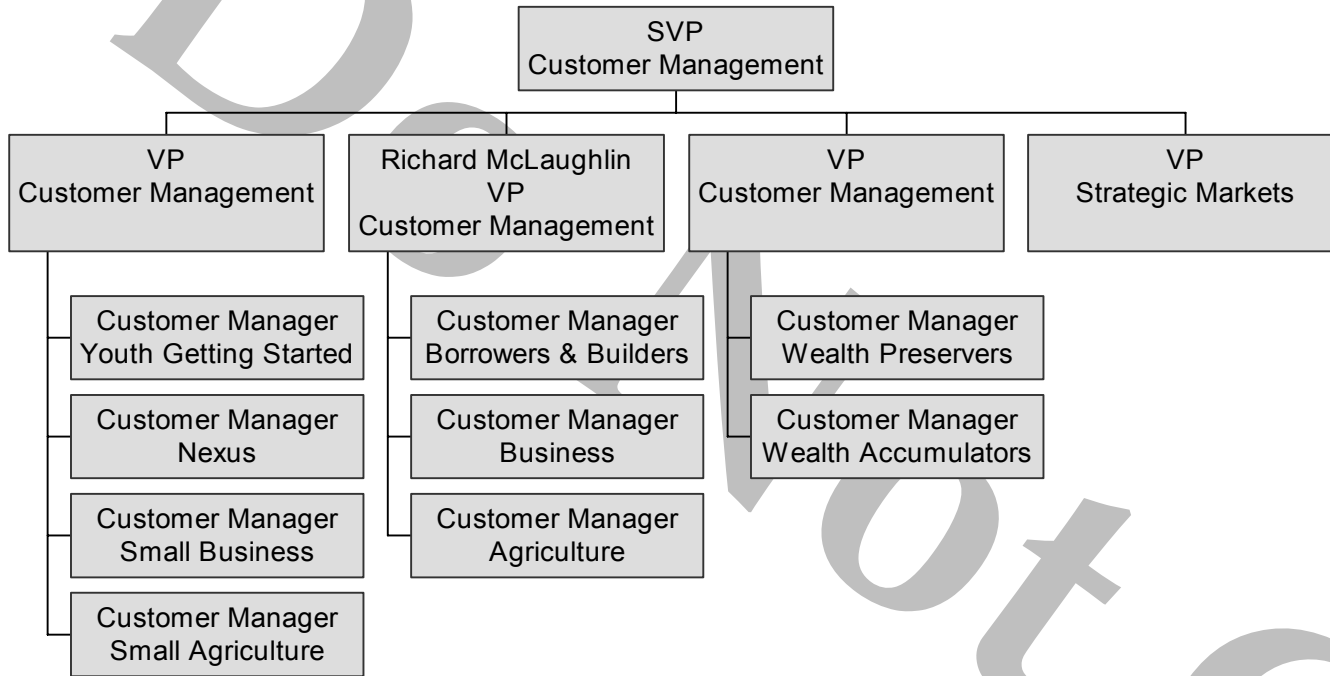 SVP
Customer Management
VP
Customer Management
Richard McLaughlin
VP
Customer Management
VP
Customer Management
VP
Strategic Markets
Customer Manager
Youth Getting Started
Customer Manager
Nexus
Customer Manager
Small Business
Customer Manager
Small Agriculture
Customer Manager
Borrowers & Builders
Customer Manager
Business
Customer Manager
Agriculture
Customer Manager
Wealth Preservers
Customer Manager
Wealth Accumulators
Do Not